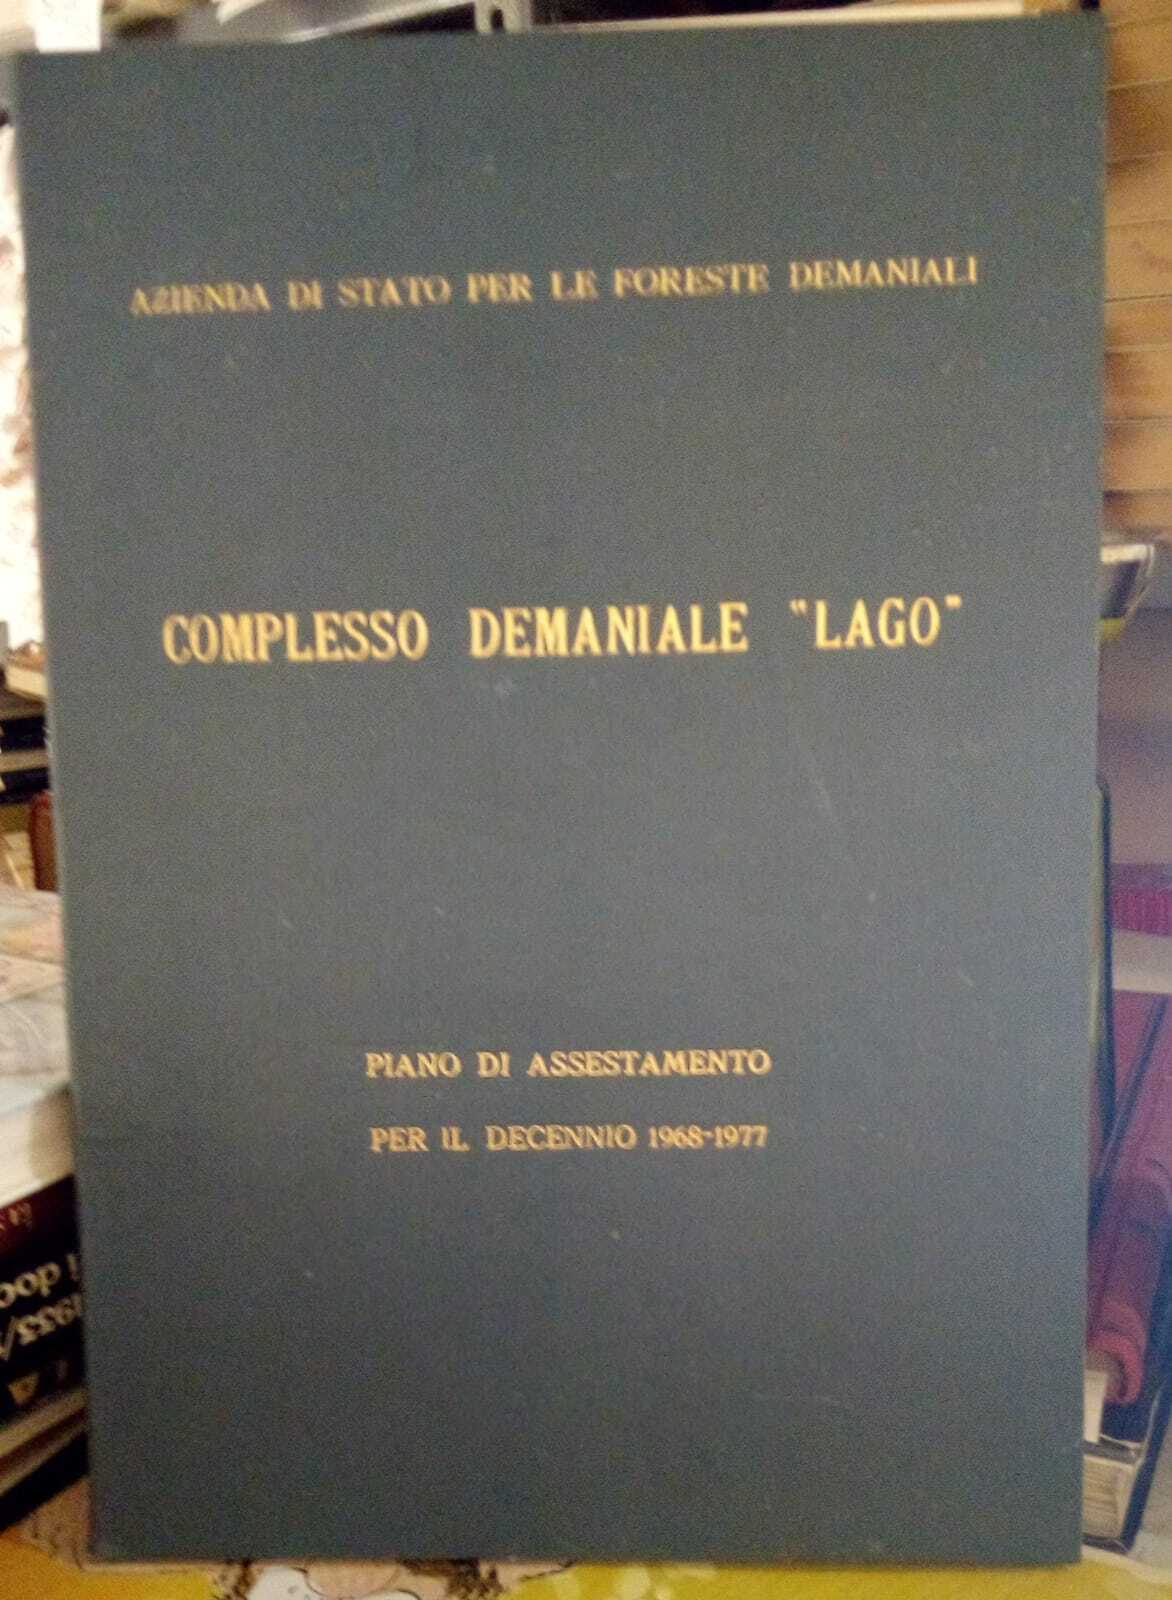 AZIENDA DI STATO PER LE FORESTE DEMANIALI
COMPLESSO DEMANIALE "LAGO"
PIANO DI ASSESTAMENTO
PER IL DECENNIO 1968-1977